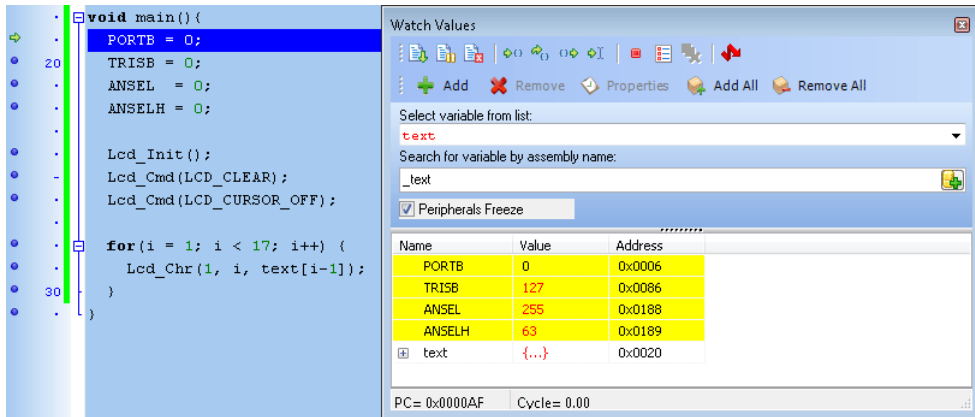 void main(){
PORTB = 0;
20 TRISB = 0;
ANSEL  = 0;
ANSELH = 0;
Lcd_Init();
Lcd_Cmd(LCD_CLEAR);
Lcd_Cmd(LCD_CURSOR_OFF);
for(i = 1; i < 17; i++) {
Lcd_Chr(1, i, text[i-1]);
30 }
}
Watch Values
Add Remove Properties Add All Remove All
Select variable from list:
text
Search for variable by assembly name:
_text
Peripherals Freeze
Name Value Address
PORTB 0 0x0006
TRISB 127 0x0086
ANSEL 255 0x0188
ANSELH 63 0x0189
text {...} 0x0020
PC= 0x0000AF Cycle= 0.00